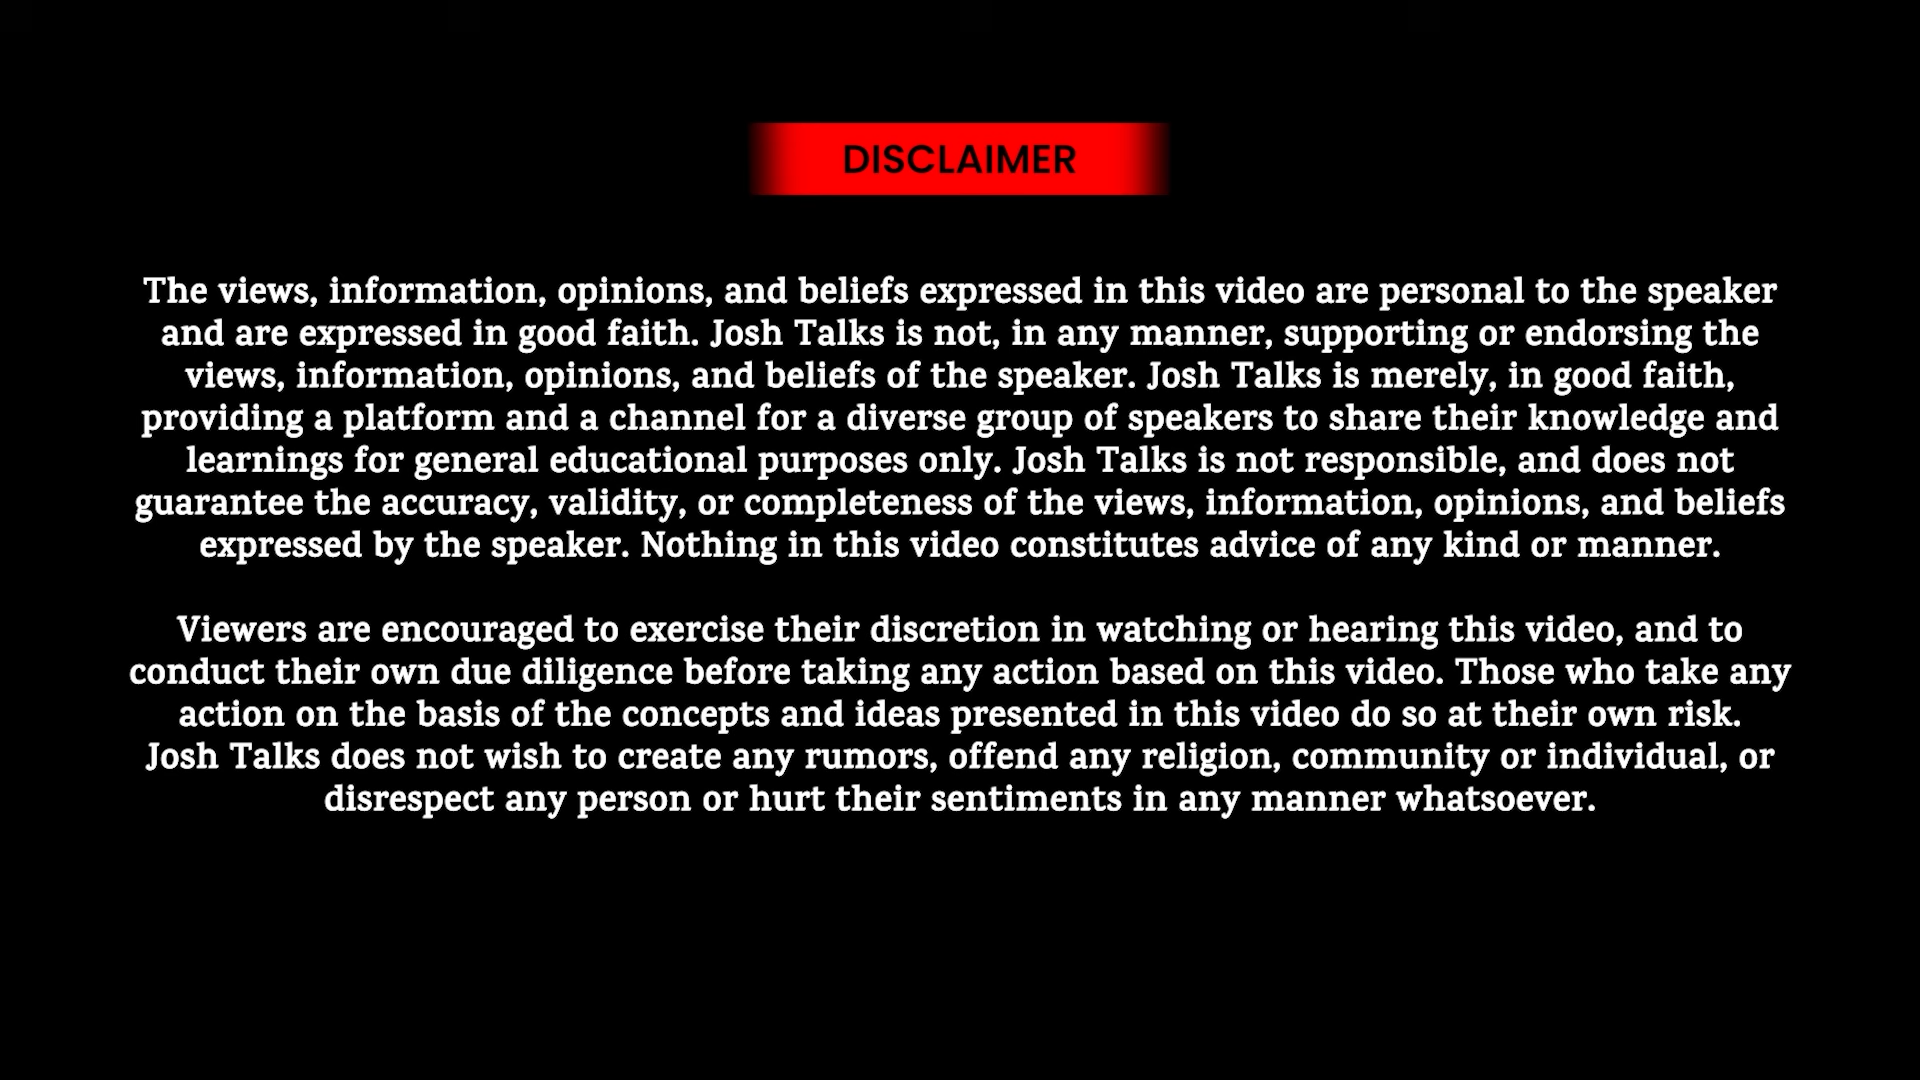 DISCLAIMER
The views, information, opinions, and beliefs expressed in this video are personal to the speaker
and are expressed in good faith. Josh Talks is not, in any manner, supporting or endorsing the
views, information, opinions, and beliefs of the speaker. Josh Talks is merely, in good faith,
providing a platform and a channel for a diverse group of speakers to share their knowledge and
learnings for general educational purposes only. Josh Talks is not responsible, and does not
guarantee the accuracy, validity, or completeness of the views, information, opinions, and beliefs
expressed by the speaker. Nothing in this video constitutes advice of any kind or manner.
Viewers are encouraged to exercise their discretion in watching or hearing this video, and to
conduct their own due diligence before taking any action based on this video. Those who take any
action on the basis of the concepts and ideas presented in this video do so at their own risk.
Josh Talks does not wish to create any rumors, offend any religion, community or individual, or
disrespect any person or hurt their sentiments in any manner whatsoever.